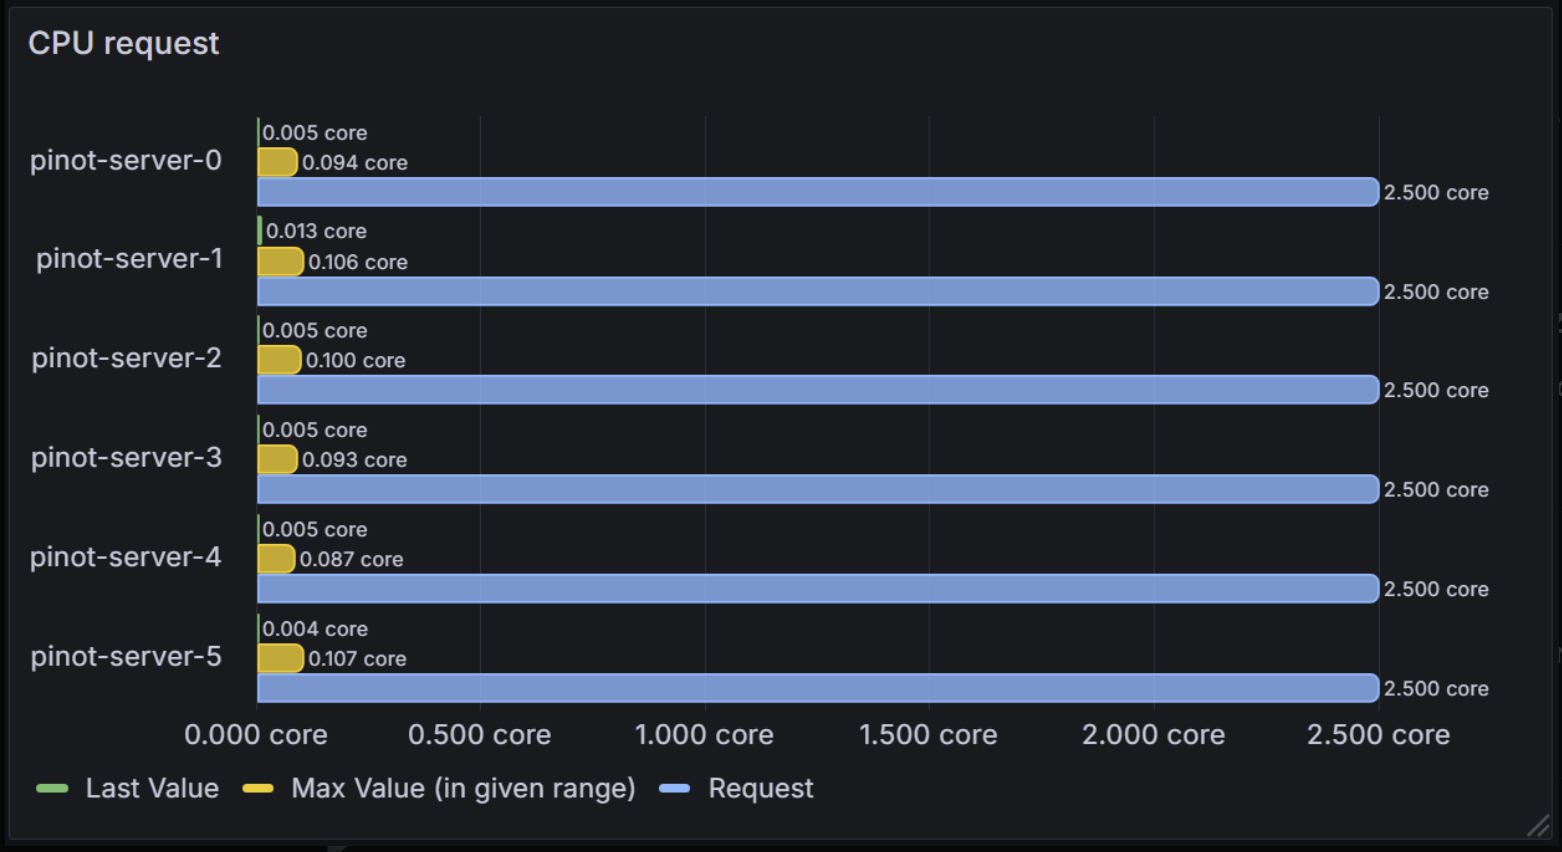 CPU request
0.005 core
pinot-server-0
0.094 core
2.500 core
0.013 core
pinot-server-1
0.106 core
2.500 core
0.005 core
pinot-server-2
0.100 core
2.500 core
0.005 core
pinot-server-3
0.093 core
2.500 core
0.005 core
pinot-server-4
0.087 core
2.500 core
0.004 core
pinot-server-5
0.107 core
2.500 core
0.000 core 0.500 core 1.000 core 1.500 core 2.000 core 2.500 core
Last Value Max Value (in given range) Request